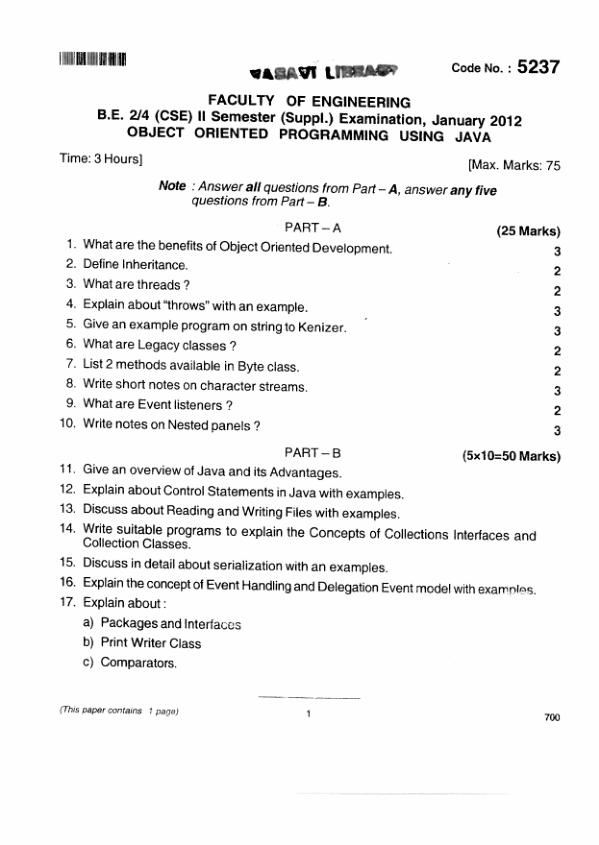 VASAVI LIBRARY
Code No. : 5237
FACULTY OF ENGINEERING
B.E. 2/4 (CSE) II Semester (Suppl.) Examination, January 2012
OBJECT ORIENTED PROGRAMMING USING JAVA
Time: 3 Hours]
[Max. Marks: 75
Note : Answer all questions from Part – A, answer any five
questions from Part – B.
PART – A
(25 Marks)
1. What are the benefits of Object Oriented Development. 3
2. Define Inheritance. 2
3. What are threads ? 2
4. Explain about "throws" with an example. 3
5. Give an example program on string to Kenizer. 3
6. What are Legacy classes ? 2
7. List 2 methods available in Byte class. 2
8. Write short notes on character streams. 3
9. What are Event listeners ? 2
10. Write notes on Nested panels ? 3
PART – B
(5×10=50 Marks)
11. Give an overview of Java and its Advantages.
12. Explain about Control Statements in Java with examples.
13. Discuss about Reading and Writing Files with examples.
14. Write suitable programs to explain the Concepts of Collections Interfaces and
Collection Classes.
15. Discuss in detail about serialization with an examples.
16. Explain the concept of Event Handling and Delegation Event model with examples.
17. Explain about :
a) Packages and Interfaces
b) Print Writer Class
c) Comparators.
(This paper contains 1 page)
1
700